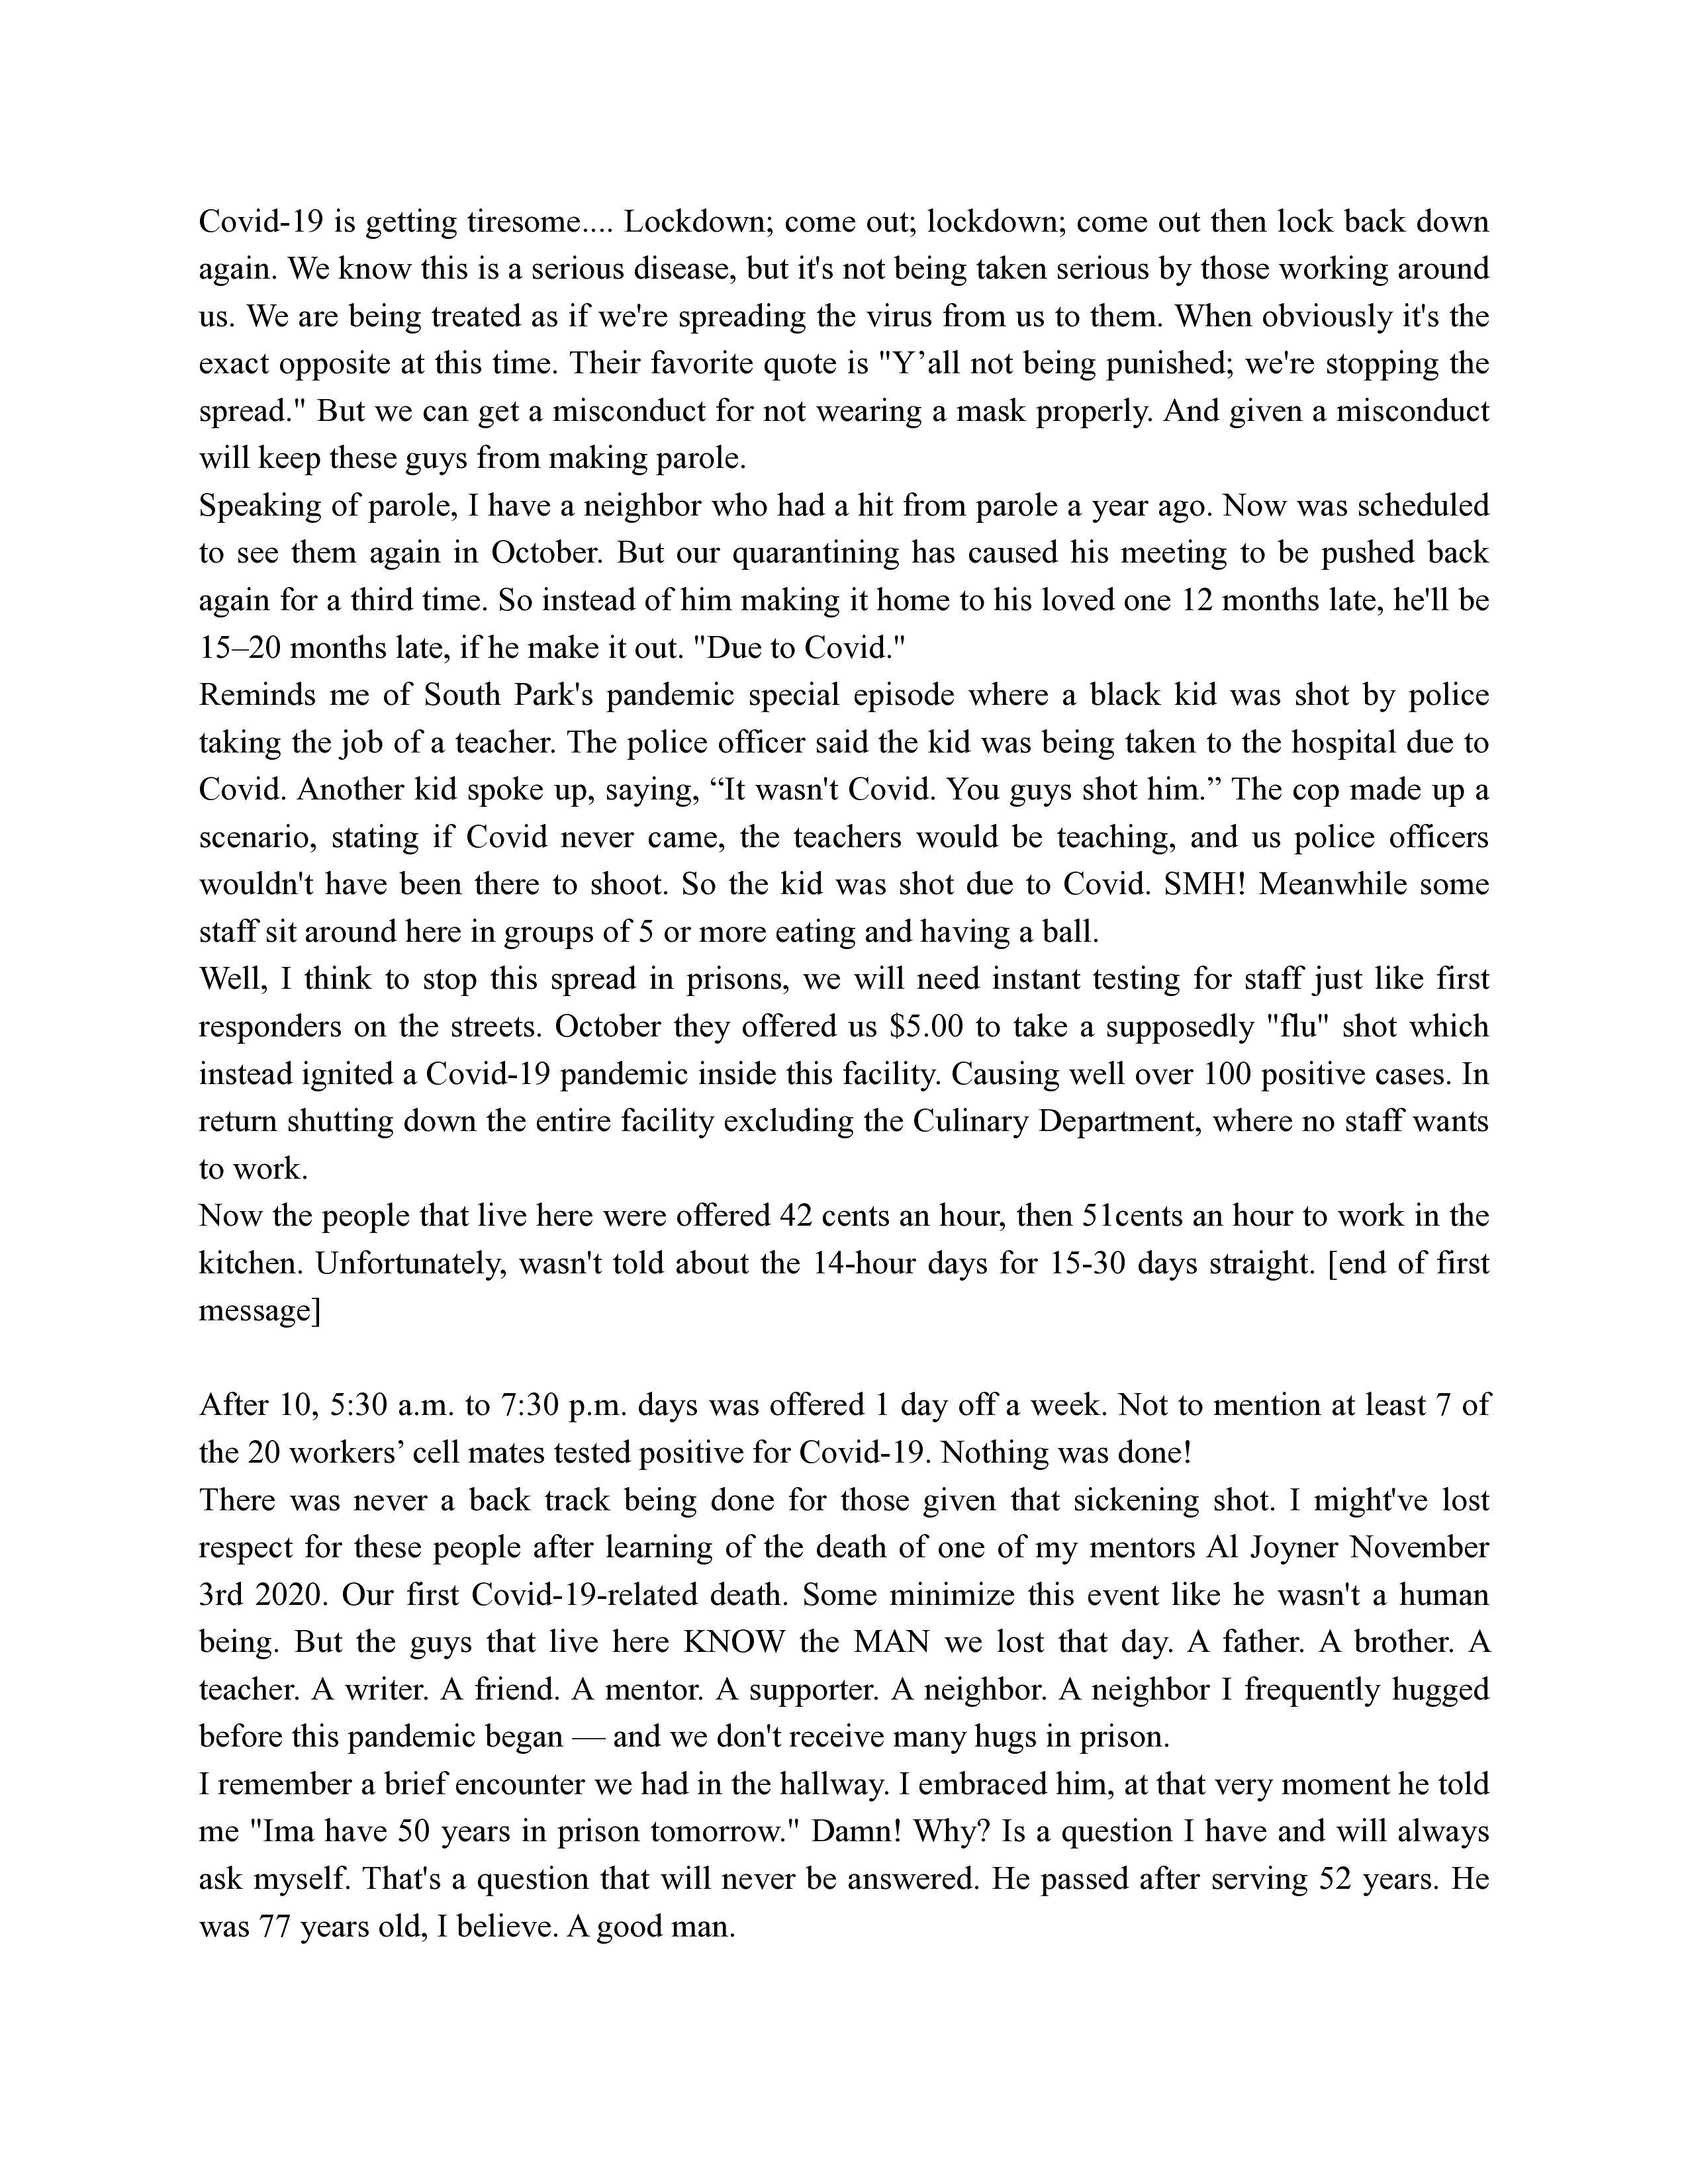 Covid-19 is getting tiresome.... Lockdown; come out; lockdown; come out then lock back down
again. We know this is a serious disease, but it's not being taken serious by those working around
us. We are being treated as if we're spreading the virus from us to them. When obviously it's the
exact opposite at this time. Their favorite quote is "Y’all not being punished; we're stopping the
spread." But we can get a misconduct for not wearing a mask properly. And given a misconduct
will keep these guys from making parole.
Speaking of parole, I have a neighbor who had a hit from parole a year ago. Now was scheduled
to see them again in October. But our quarantining has caused his meeting to be pushed back
again for a third time. So instead of him making it home to his loved one 12 months late, he'll be
15–20 months late, if he make it out. "Due to Covid."
Reminds me of South Park's pandemic special episode where a black kid was shot by police
taking the job of a teacher. The police officer said the kid was being taken to the hospital due to
Covid. Another kid spoke up, saying, “It wasn't Covid. You guys shot him.” The cop made up a
scenario, stating if Covid never came, the teachers would be teaching, and us police officers
wouldn't have been there to shoot. So the kid was shot due to Covid. SMH! Meanwhile some
staff sit around here in groups of 5 or more eating and having a ball.
Well, I think to stop this spread in prisons, we will need instant testing for staff just like first
responders on the streets. October they offered us $5.00 to take a supposedly "flu" shot which
instead ignited a Covid-19 pandemic inside this facility. Causing well over 100 positive cases. In
return shutting down the entire facility excluding the Culinary Department, where no staff wants
to work.
Now the people that live here were offered 42 cents an hour, then 51cents an hour to work in the
kitchen. Unfortunately, wasn't told about the 14-hour days for 15-30 days straight. [end of first
message]

After 10, 5:30 a.m. to 7:30 p.m. days was offered 1 day off a week. Not to mention at least 7 of
the 20 workers’ cell mates tested positive for Covid-19. Nothing was done!
There was never a back track being done for those given that sickening shot. I might've lost
respect for these people after learning of the death of one of my mentors Al Joyner November
3rd 2020. Our first Covid-19-related death. Some minimize this event like he wasn't a human
being. But the guys that live here KNOW the MAN we lost that day. A father. A brother. A
teacher. A writer. A friend. A mentor. A supporter. A neighbor. A neighbor I frequently hugged
before this pandemic began — and we don't receive many hugs in prison.
I remember a brief encounter we had in the hallway. I embraced him, at that very moment he told
me "Ima have 50 years in prison tomorrow." Damn! Why? Is a question I have and will always
ask myself. That's a question that will never be answered. He passed after serving 52 years. He
was 77 years old, I believe. A good man.